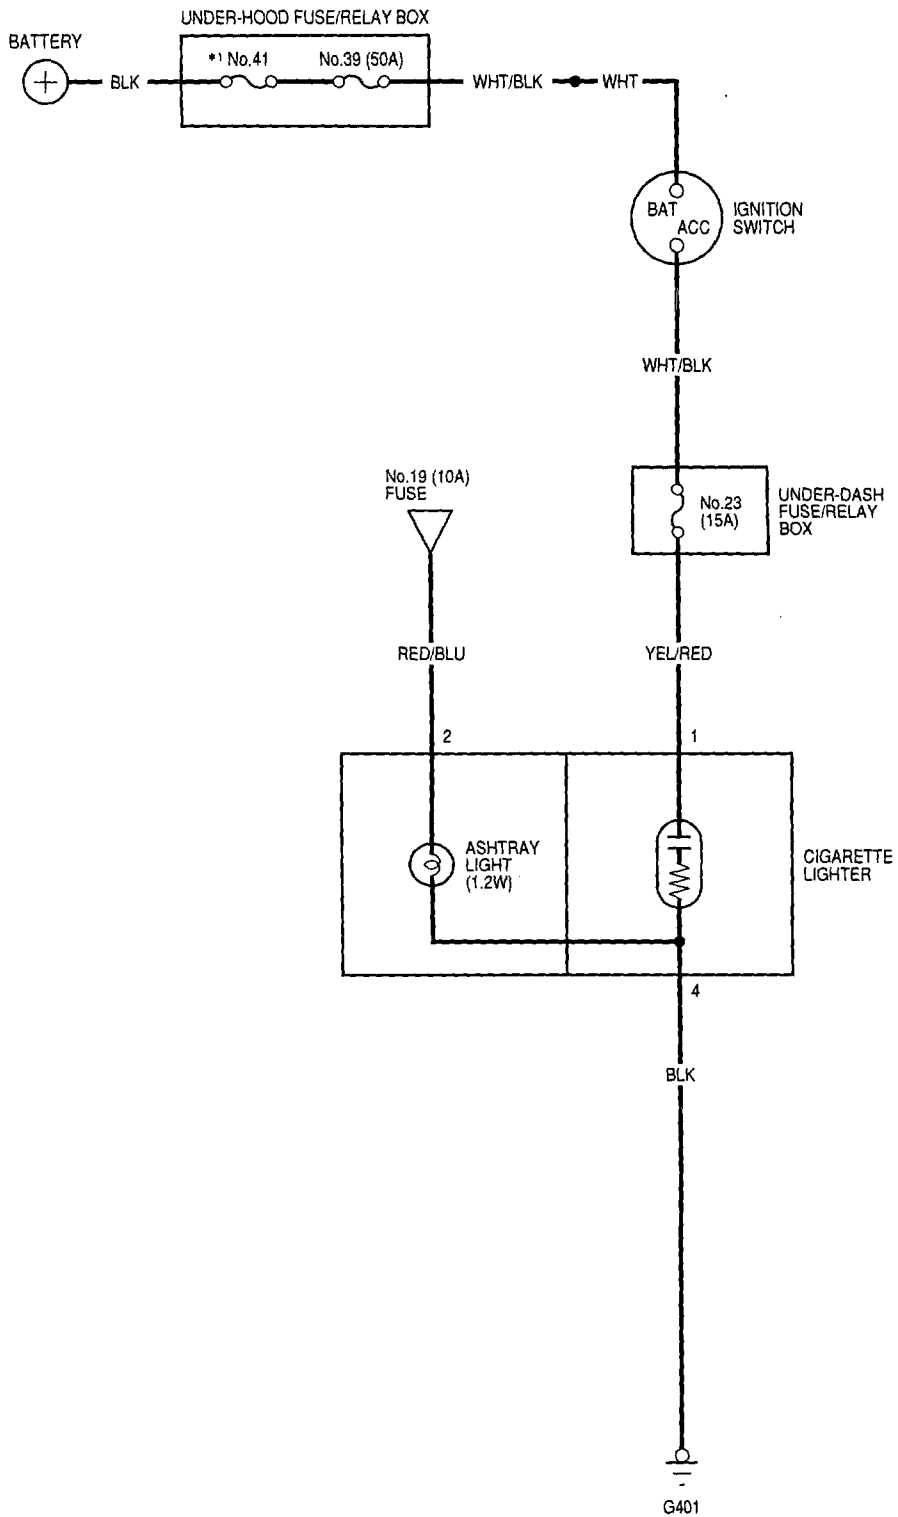 UNDER-HOOD FUSE/RELAY BOX
BATTERY
*1 No.41
No.39 (50A)
+
BLK
WHT/BLK
WHT
BAT
ACC
IGNITION
SWITCH
WHT/BLK
No.19 (10A)
FUSE
No.23
(15A)
UNDER-DASH
FUSE/RELAY
BOX
RED/BLU
YEL/RED
2
1
ASHTRAY
LIGHT
(1.2W)
CIGARETTE
LIGHTER
4
BLK
G401